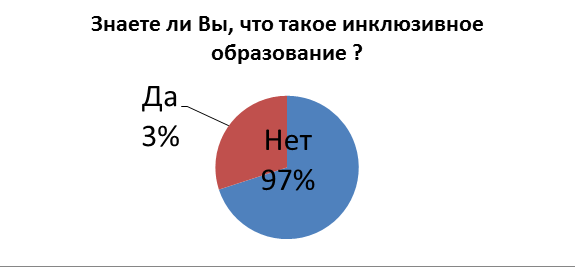 Знаете ли Вы, что такое инклюзивное
образование ?
Да
3%
Нет
97%